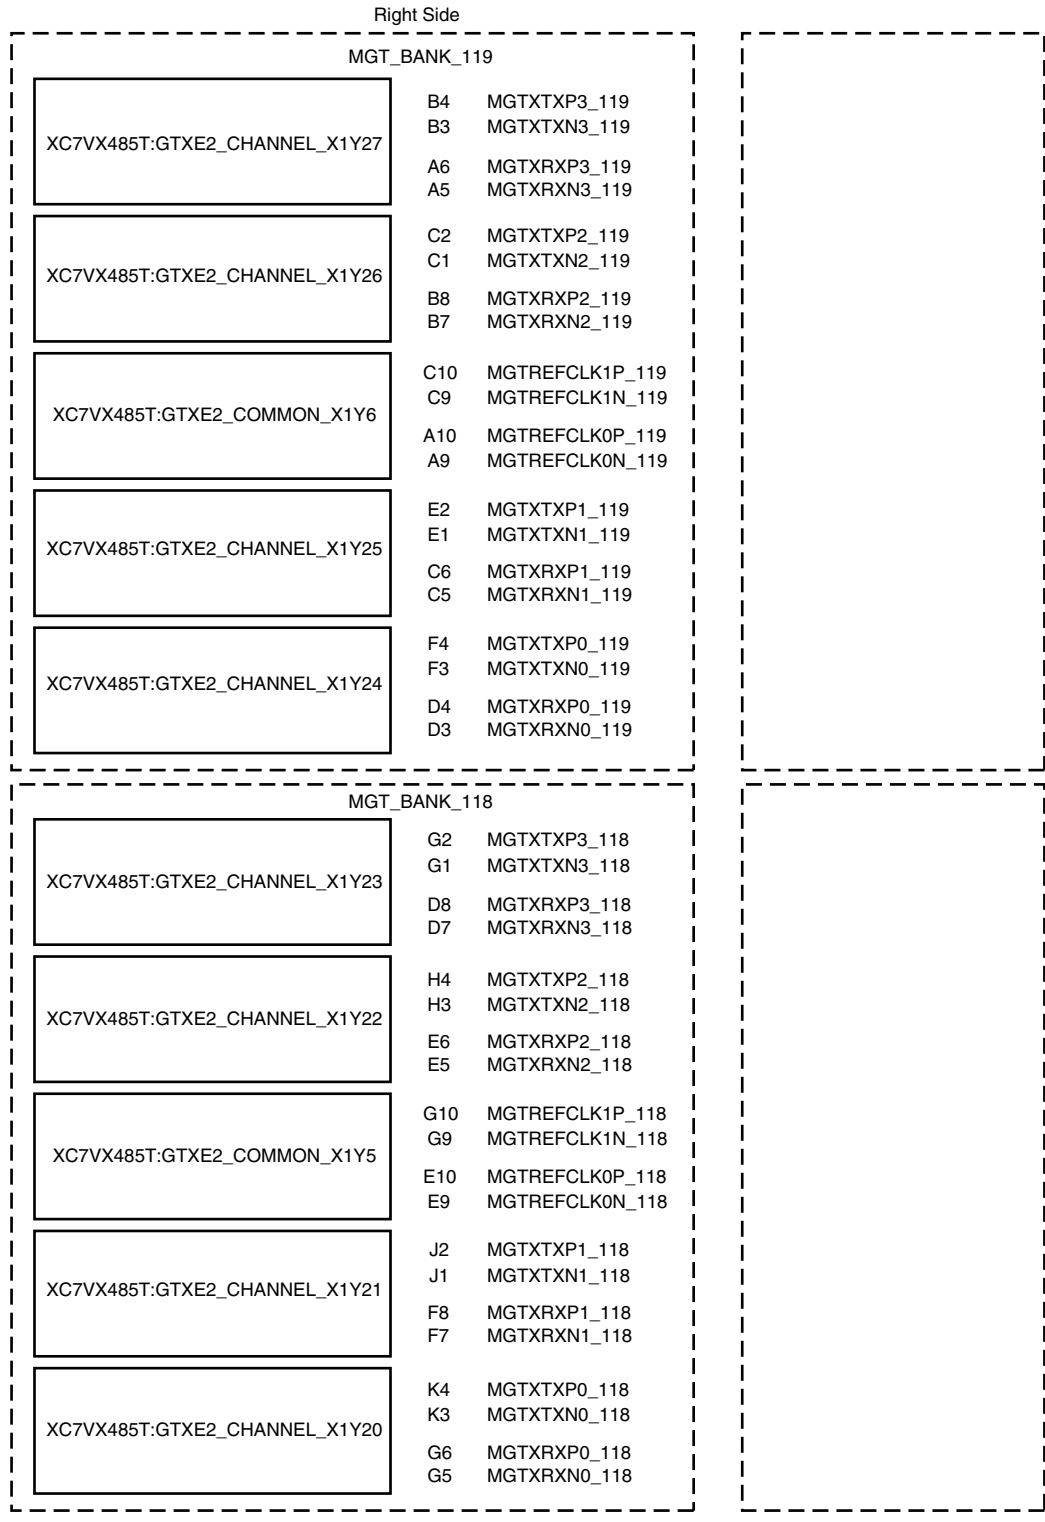 Right Side
MGT_BANK_119
XC7VX485T:GTXE2_CHANNEL_X1Y27
B4 MGTXTXP3_119
B3 MGTXTXN3_119
A6 MGTXRXP3_119
A5 MGTXRXN3_119
XC7VX485T:GTXE2_CHANNEL_X1Y26
C2 MGTXTXP2_119
C1 MGTXTXN2_119
B8 MGTXRXP2_119
B7 MGTXRXN2_119
XC7VX485T:GTXE2_COMMON_X1Y6
C10 MGTREFCLK1P_119
C9 MGTREFCLK1N_119
A10 MGTREFCLK0P_119
A9 MGTREFCLK0N_119
XC7VX485T:GTXE2_CHANNEL_X1Y25
E2 MGTXTXP1_119
E1 MGTXTXN1_119
C6 MGTXRXP1_119
C5 MGTXRXN1_119
XC7VX485T:GTXE2_CHANNEL_X1Y24
F4 MGTXTXP0_119
F3 MGTXTXN0_119
D4 MGTXRXP0_119
D3 MGTXRXN0_119
MGT_BANK_118
XC7VX485T:GTXE2_CHANNEL_X1Y23
G2 MGTXTXP3_118
G1 MGTXTXN3_118
D8 MGTXRXP3_118
D7 MGTXRXN3_118
XC7VX485T:GTXE2_CHANNEL_X1Y22
H4 MGTXTXP2_118
H3 MGTXTXN2_118
E6 MGTXRXP2_118
E5 MGTXRXN2_118
XC7VX485T:GTXE2_COMMON_X1Y5
G10 MGTREFCLK1P_118
G9 MGTREFCLK1N_118
E10 MGTREFCLK0P_118
E9 MGTREFCLK0N_118
XC7VX485T:GTXE2_CHANNEL_X1Y21
J2 MGTXTXP1_118
J1 MGTXTXN1_118
F8 MGTXRXP1_118
F7 MGTXRXN1_118
XC7VX485T:GTXE2_CHANNEL_X1Y20
K4 MGTXTXP0_118
K3 MGTXTXN0_118
G6 MGTXRXP0_118
G5 MGTXRXN0_118